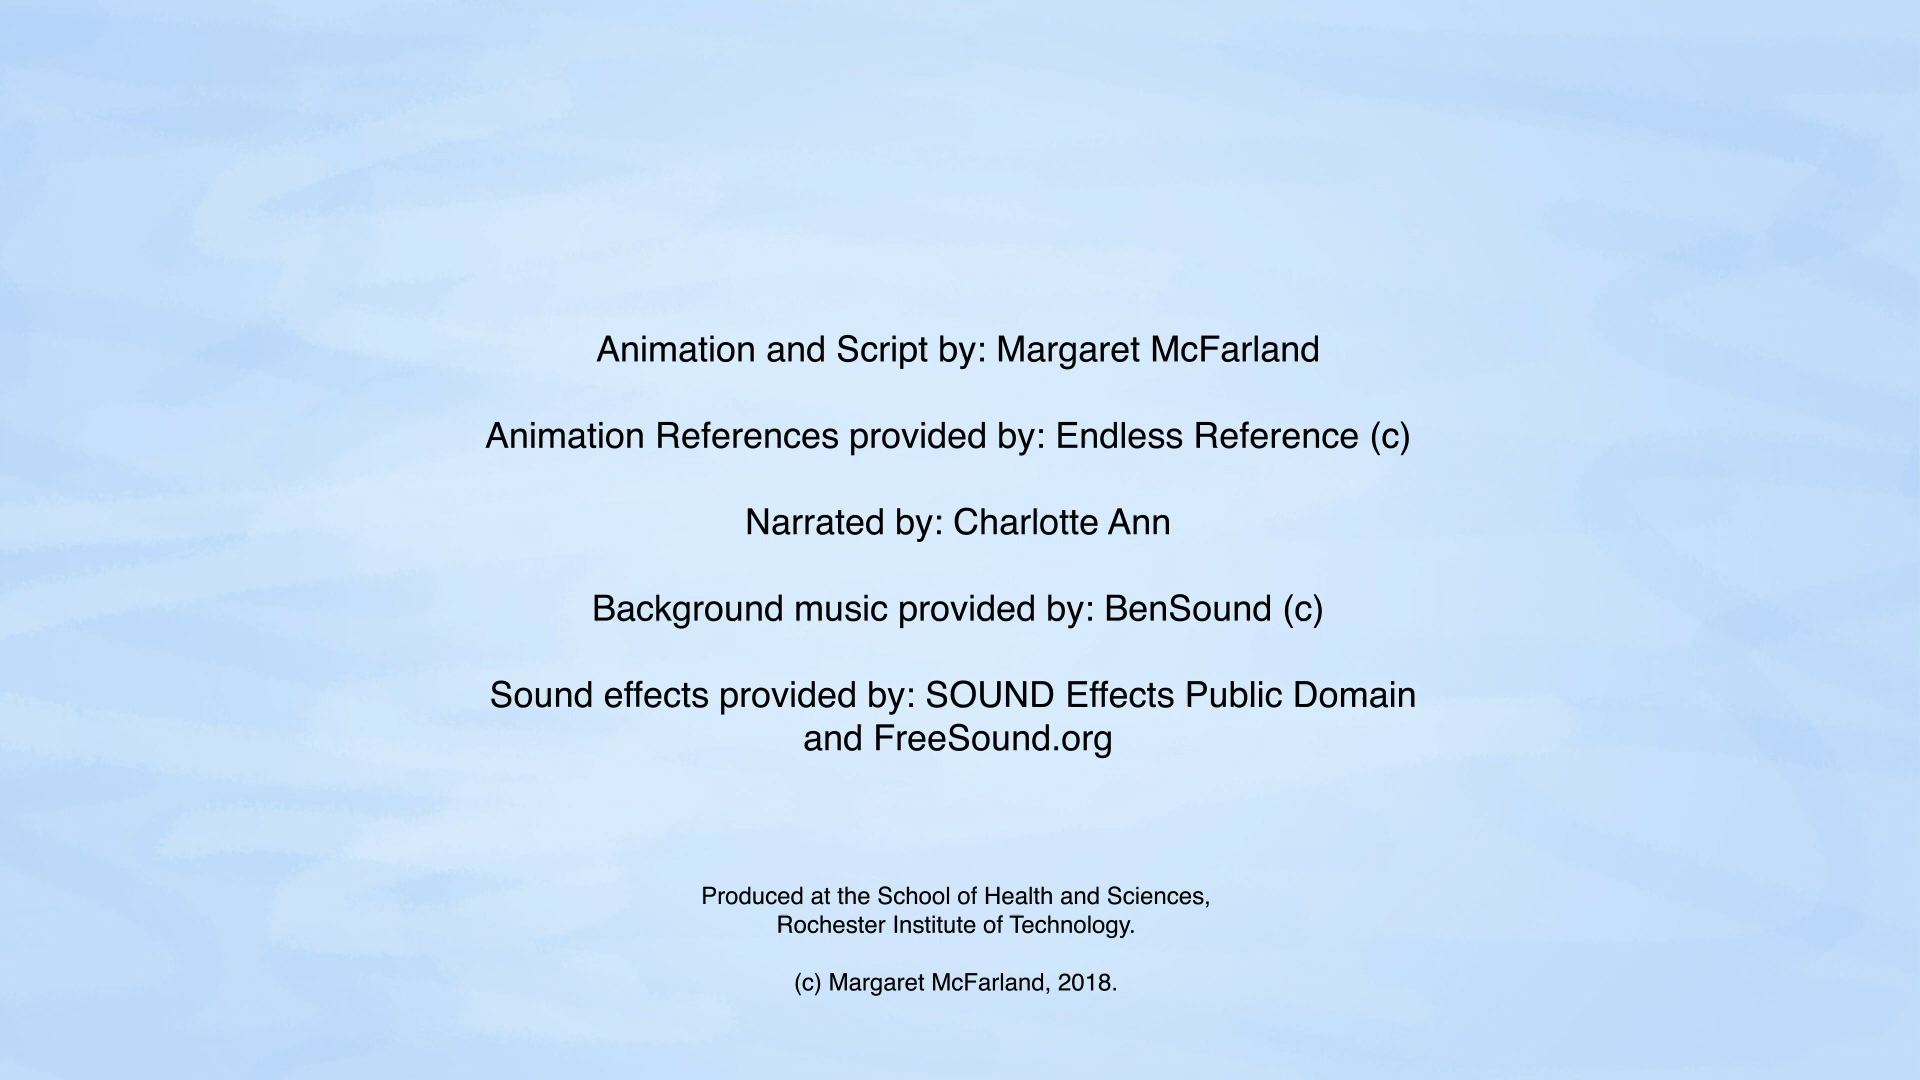 Animation and Script by: Margaret McFarland
Animation References provided by: Endless Reference (c)
Narrated by: Charlotte Ann
Background music provided by: BenSound (c)
Sound effects provided by: SOUND Effects Public Domain
and FreeSound.org
Produced at the School of Health and Sciences,
Rochester Institute of Technology.
(c) Margaret McFarland, 2018.